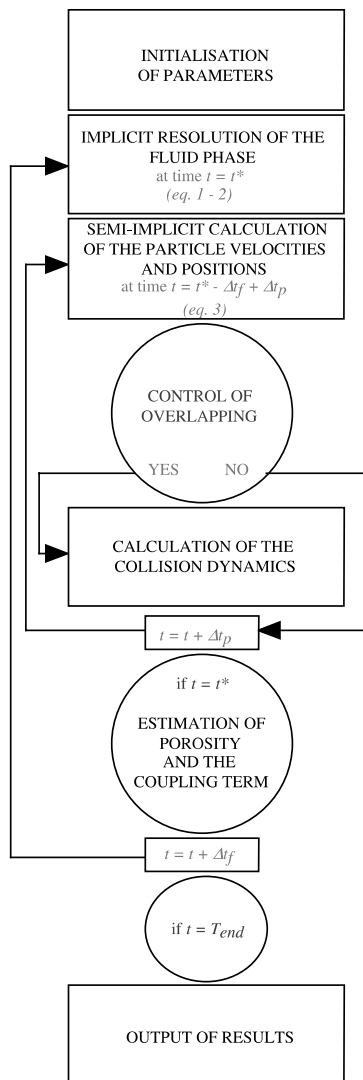 INITIALISATION
OF PARAMETERS
IMPLICIT RESOLUTION OF THE
FLUID PHASE
at time t = t*
(eq. 1 - 2)
SEMI-IMPLICIT CALCULATION
OF THE PARTICLE VELOCITIES
AND POSITIONS
at time t = t* - Δtf + Δtp
(eq. 3)
CONTROL OF
OVERLAPPING
YES NO
CALCULATION OF THE
COLLISION DYNAMICS
t = t + Δtp
if t = t*
ESTIMATION OF
POROSITY
AND THE
COUPLING TERM
t = t + Δtf
if t = Tend
OUTPUT OF RESULTS